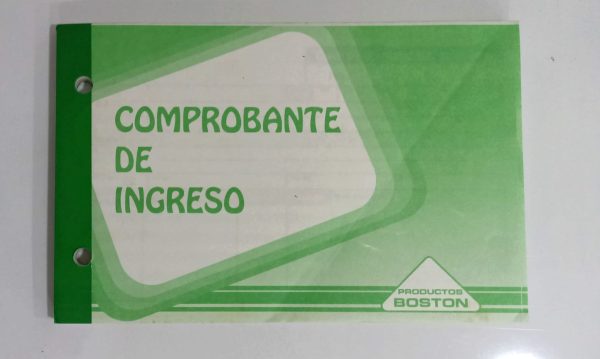 COMPROBANTE
DE
INGRESO
PRODUCTOS
BOSTON